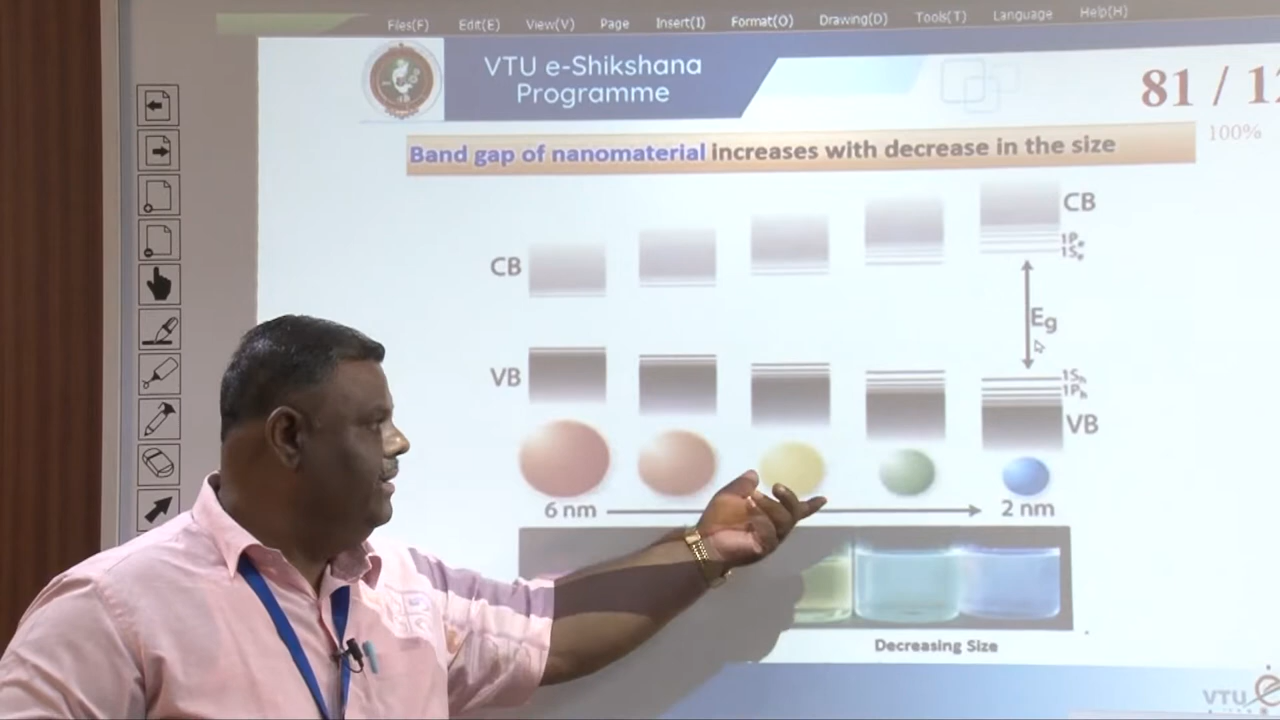 Files(F) Edit(E) View(V) Page Insert(I) Format(O) Drawing(D) Tools(T) Language Help(H)
VTU e-Shikshana
Programme
81 / 12
100%
Band gap of nanomaterial increases with decrease in the size
CB
CB
1Pe
1Se
Eg
VB
1Sh
1Ph
VB
6 nm
2 nm
Decreasing Size
VTU e